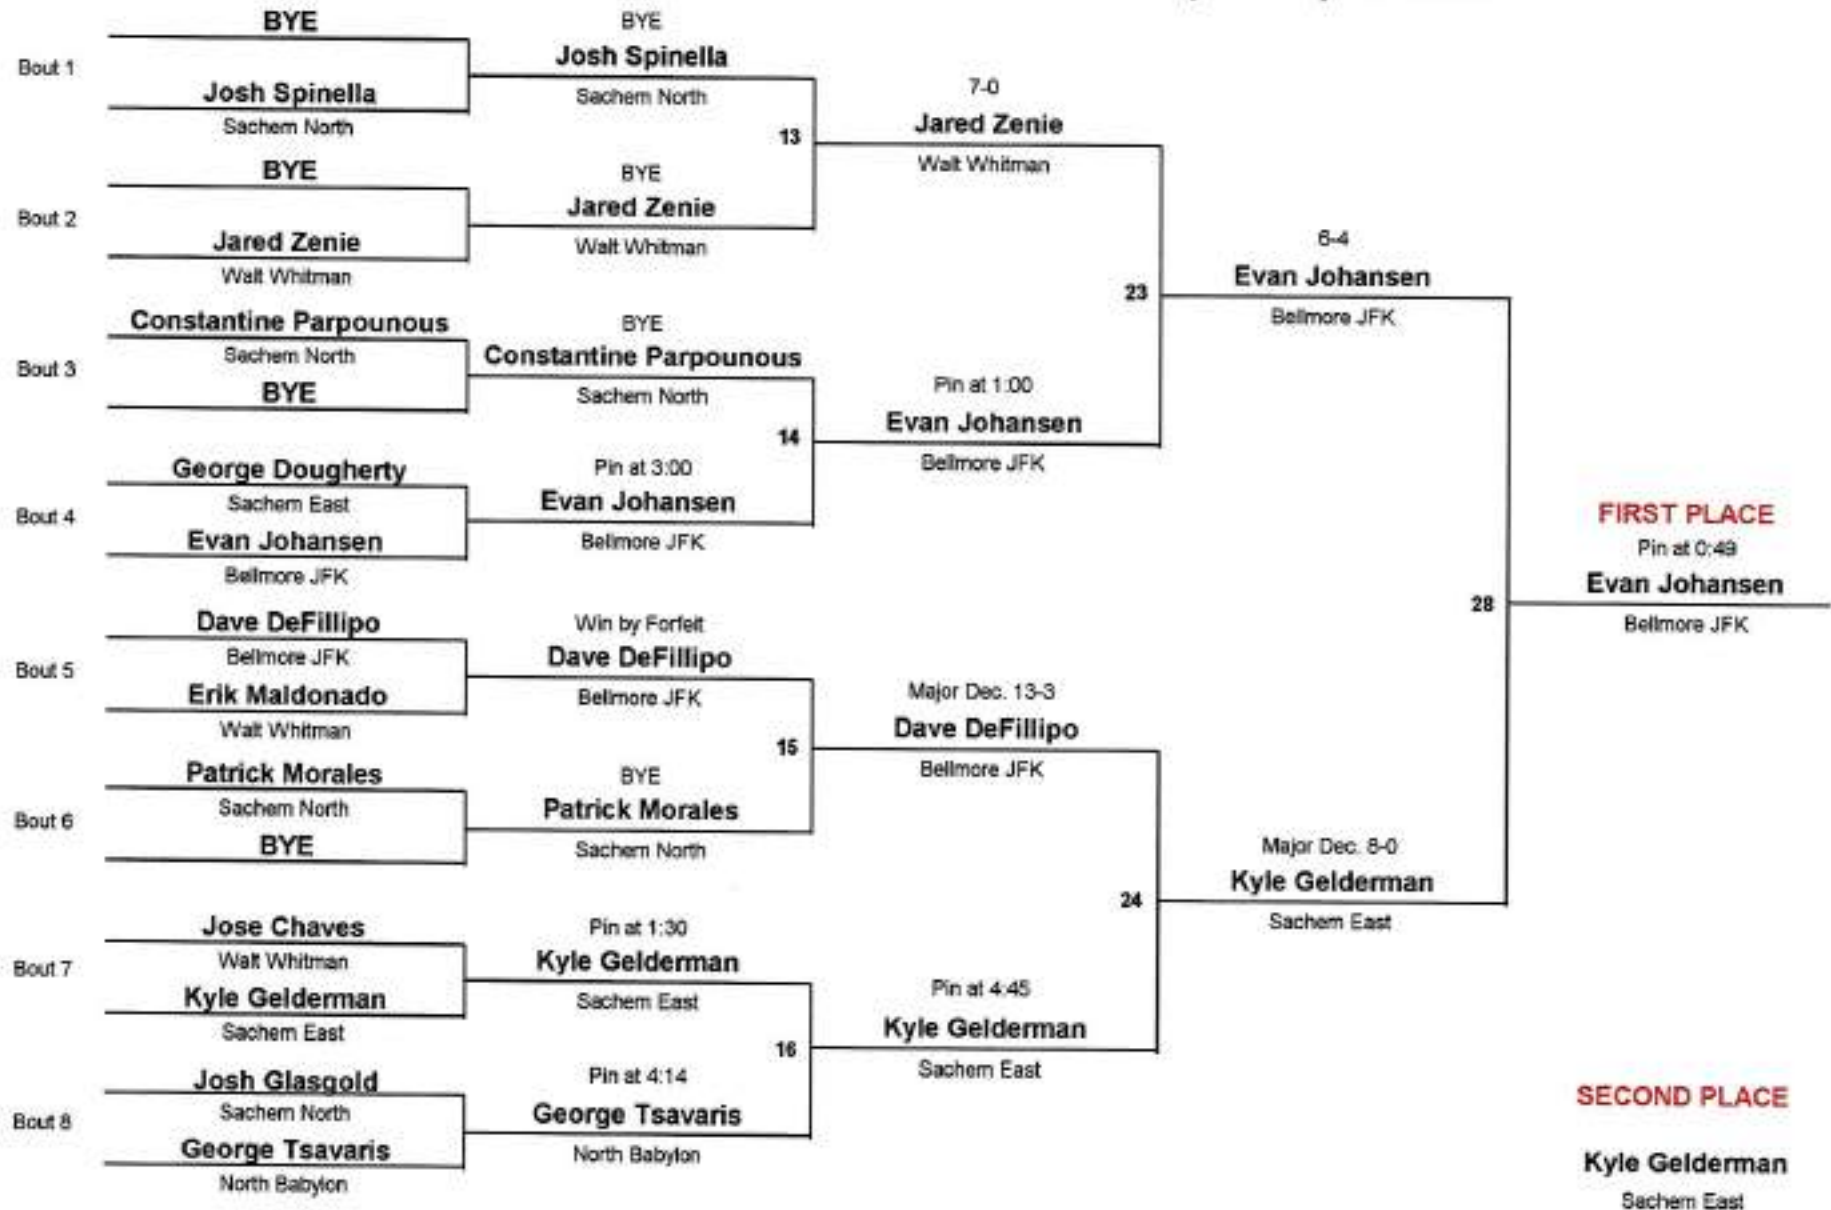 BYE
Bout 1
Josh Spinella
Sachem North
BYE
Bout 2
Jared Zenie
Walt Whitman
Constantine Parpounous
Sachem North
Bout 3
BYE
George Dougherty
Sachem East
Bout 4
Evan Johansen
Bellmore JFK
Dave DeFillipo
Bellmore JFK
Bout 5
Erik Maldonado
Walt Whitman
Patrick Morales
Sachem North
Bout 6
BYE
Jose Chaves
Walt Whitman
Bout 7
Kyle Gelderman
Sachem East
Josh Glasgold
Sachem North
Bout 8
George Tsavaris
North Babylon
BYE
Josh Spinella
Sachem North
13
BYE
Jared Zenie
Walt Whitman
BYE
Constantine Parpounous
Sachem North
14
Pin at 3:00
Evan Johansen
Bellmore JFK
Win by Forfeit
Dave DeFillipo
Bellmore JFK
15
BYE
Patrick Morales
Sachem North
Pin at 1:30
Kyle Gelderman
Sachem East
16
Pin at 4:14
George Tsavaris
North Babylon
7-0
Jared Zenie
Walt Whitman
23
Pin at 1:00
Evan Johansen
Bellmore JFK
Major Dec. 13-3
Dave DeFillipo
Bellmore JFK
24
Pin at 4:45
Kyle Gelderman
Sachem East
6-4
Evan Johansen
Bellmore JFK
28
Major Dec. 8-0
Kyle Gelderman
Sachem East
FIRST PLACE
Pin at 0:49
Evan Johansen
Bellmore JFK
SECOND PLACE
Kyle Gelderman
Sachem East